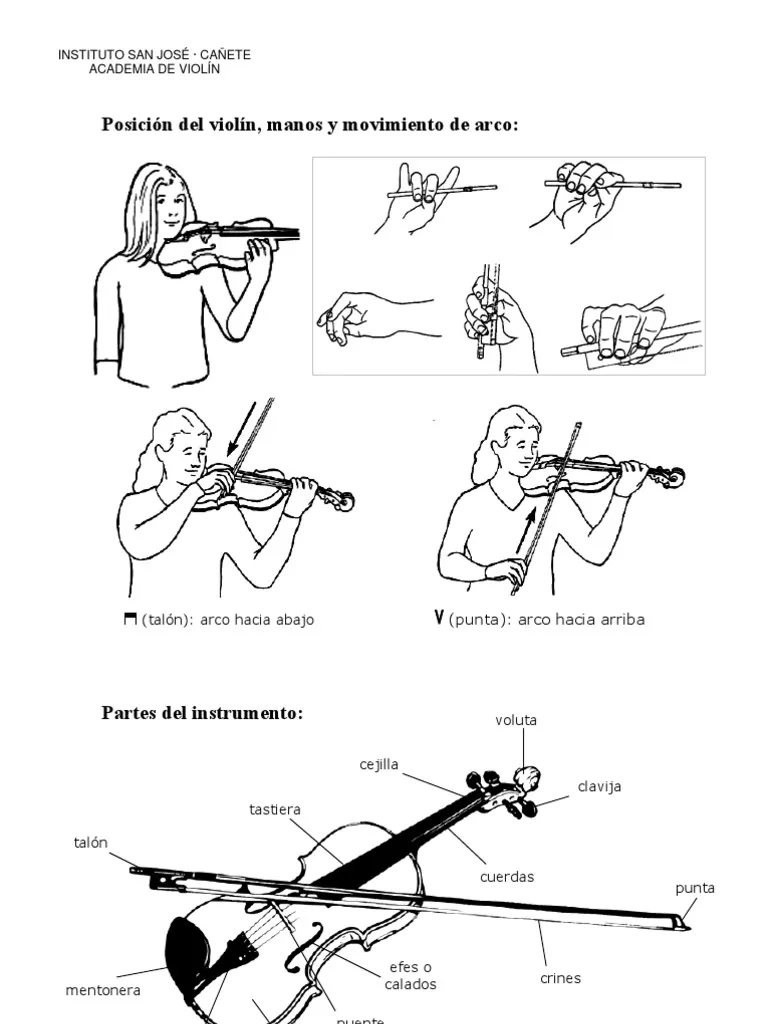 INSTITUTO SAN JOSÉ · CAÑETE
ACADEMIA DE VIOLÍN
Posición del violín, manos y movimiento de arco:
(talón): arco hacia abajo
V (punta): arco hacia arriba
Partes del instrumento:
voluta
cejilla
clavija
tastiera
talón
cuerdas
punta
efes o
calados
crines
mentonera
puente